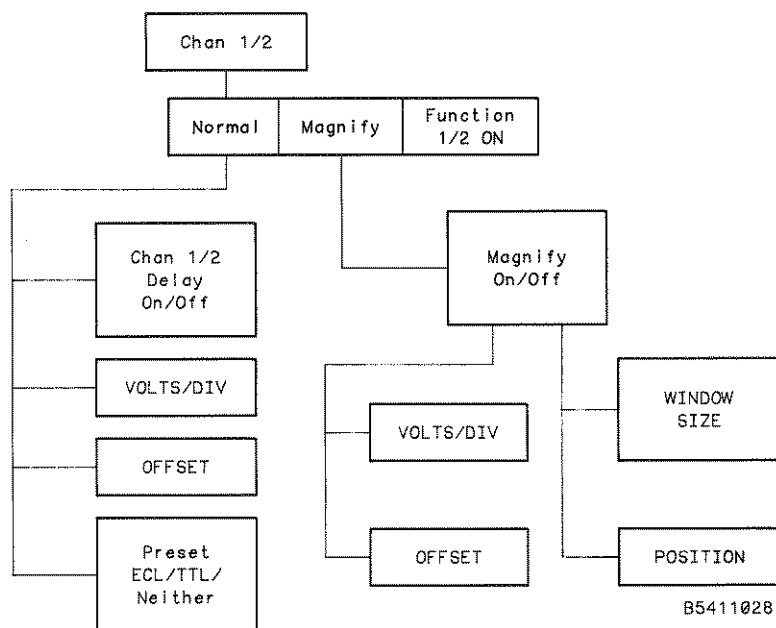 Chan 1/2
Normal
Magnify
Function
1/2 ON
Chan 1/2
Delay
On/Off
VOLTS/DIV
OFFSET
Preset
ECL/TTL/
Neither
Magnify
On/Off
VOLTS/DIV
OFFSET
WINDOW
SIZE
POSITION
B5411028